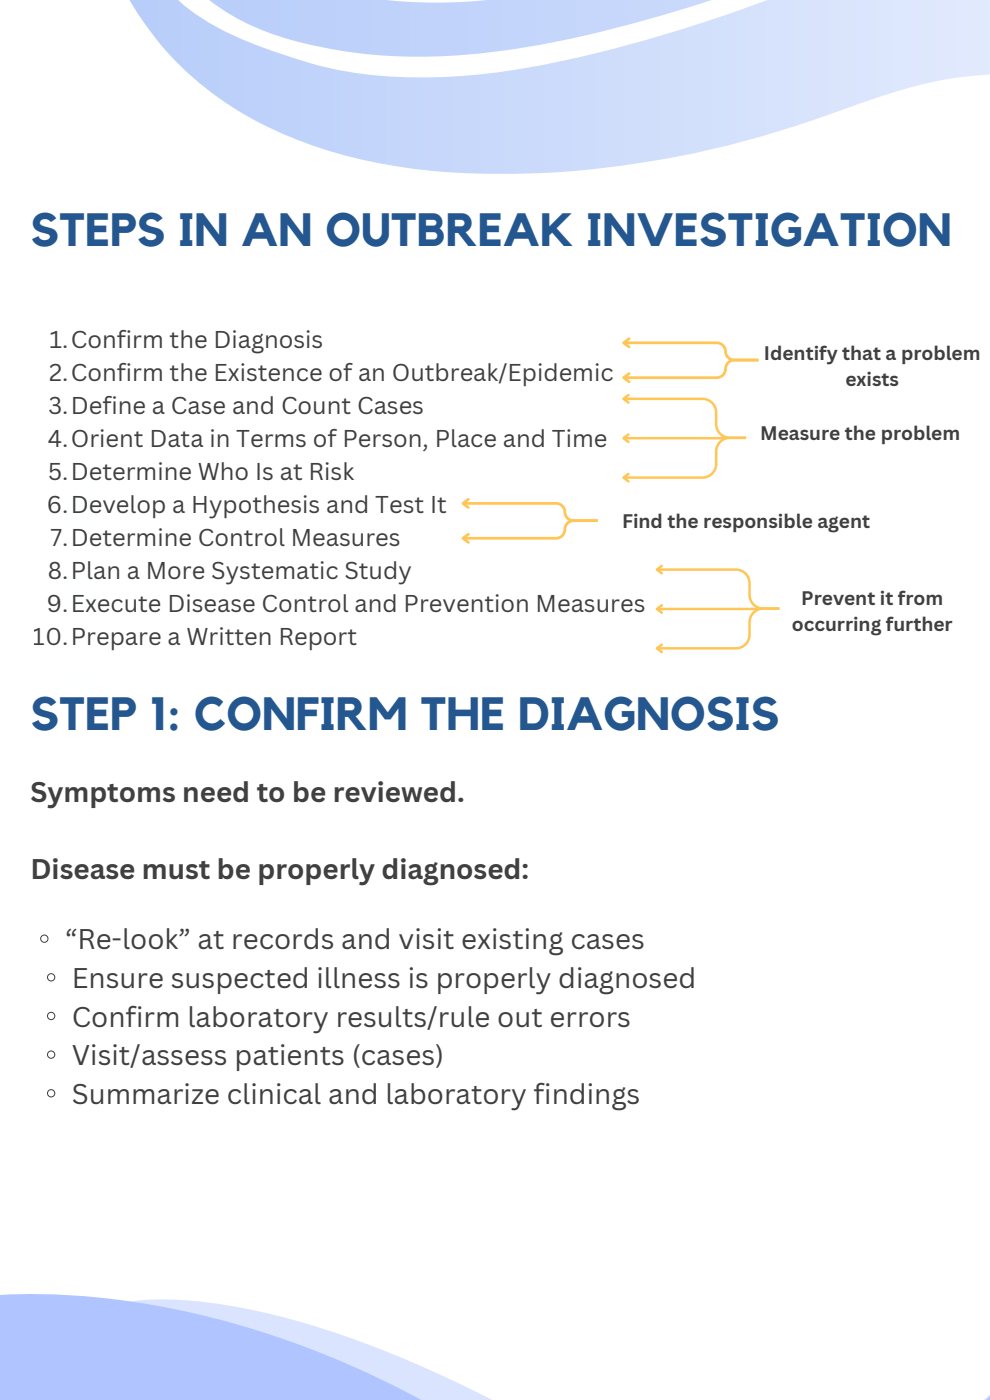 STEPS IN AN OUTBREAK INVESTIGATION
1. Confirm the Diagnosis
2. Confirm the Existence of an Outbreak/Epidemic
Identify that a problem
exists
3. Define a Case and Count Cases
4. Orient Data in Terms of Person, Place and Time
5. Determine Who Is at Risk
Measure the problem
6. Develop a Hypothesis and Test It
7. Determine Control Measures
Find the responsible agent
8. Plan a More Systematic Study
9. Execute Disease Control and Prevention Measures
10. Prepare a Written Report
Prevent it from
occurring further
STEP 1: CONFIRM THE DIAGNOSIS
Symptoms need to be reviewed.
Disease must be properly diagnosed:
“Re-look” at records and visit existing cases
Ensure suspected illness is properly diagnosed
Confirm laboratory results/rule out errors
Visit/assess patients (cases)
Summarize clinical and laboratory findings